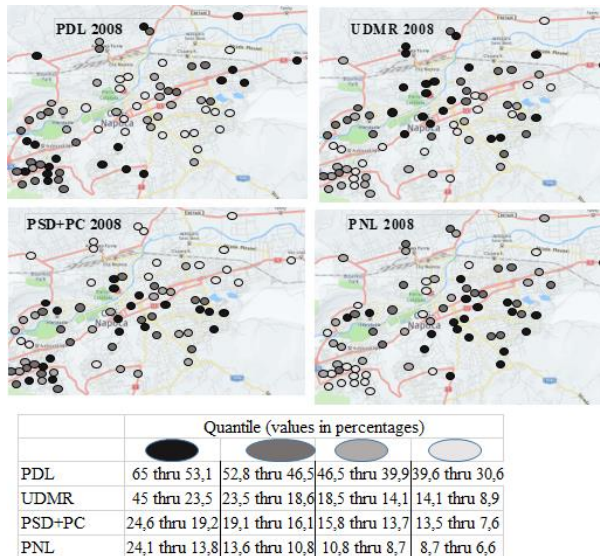 PDL 2008
UDMR 2008
Napoca
Napoca
PSD+PC 2008
PNL 2008
Napoca
Napoca
Quantile (values in percentages)
PDL 65 thru 53,1 52,8 thru 46,5 46,5 thru 39,9 39,6 thru 30,6
UDMR 45 thru 23,5 23,5 thru 18,6 18,5 thru 14,1 14,1 thru 8,9
PSD+PC 24,6 thru 19,2 19,1 thru 16,1 15,8 thru 13,7 13,5 thru 7,6
PNL 24,1 thru 13,8 13,6 thru 10,8 10,8 thru 8,7 8,7 thru 6,6